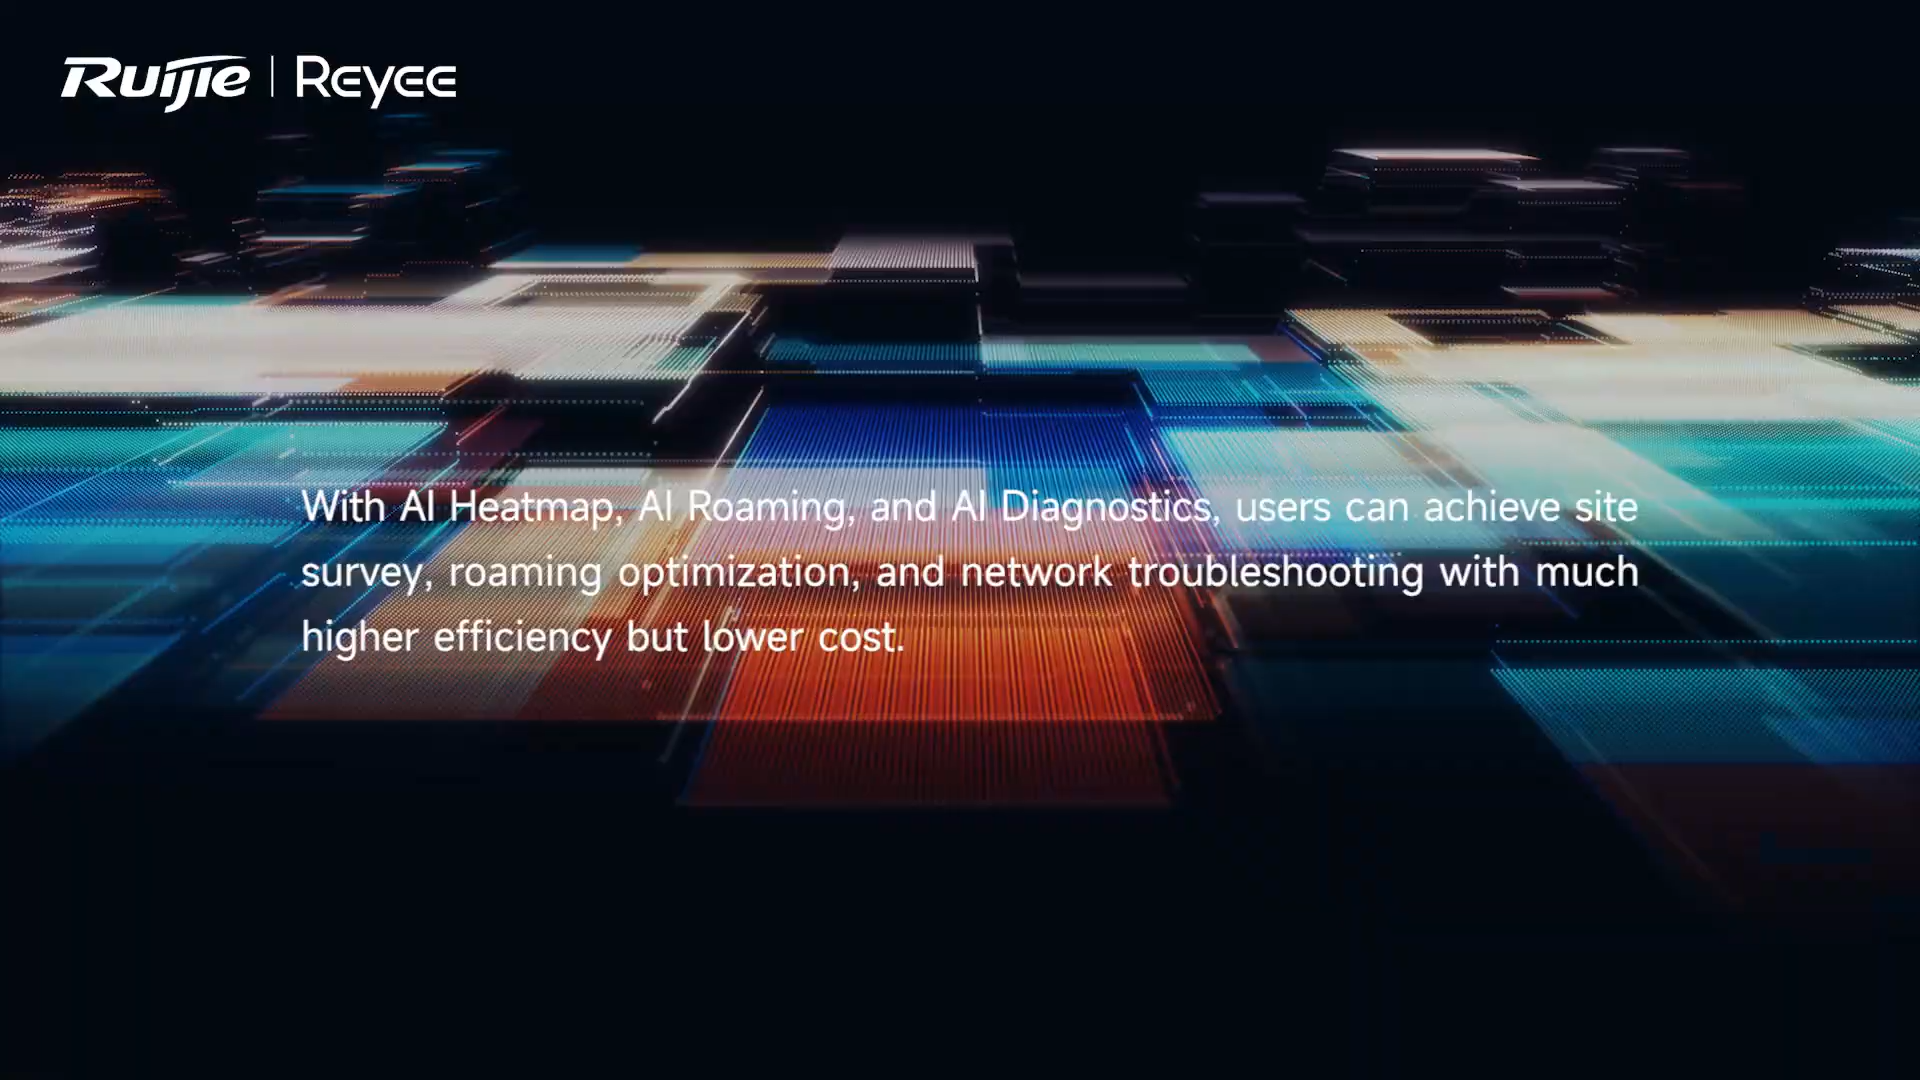 Ruijie | Reyee
With AI Heatmap, AI Roaming, and AI Diagnostics, users can achieve site
survey, roaming optimization, and network troubleshooting with much
higher efficiency but lower cost.